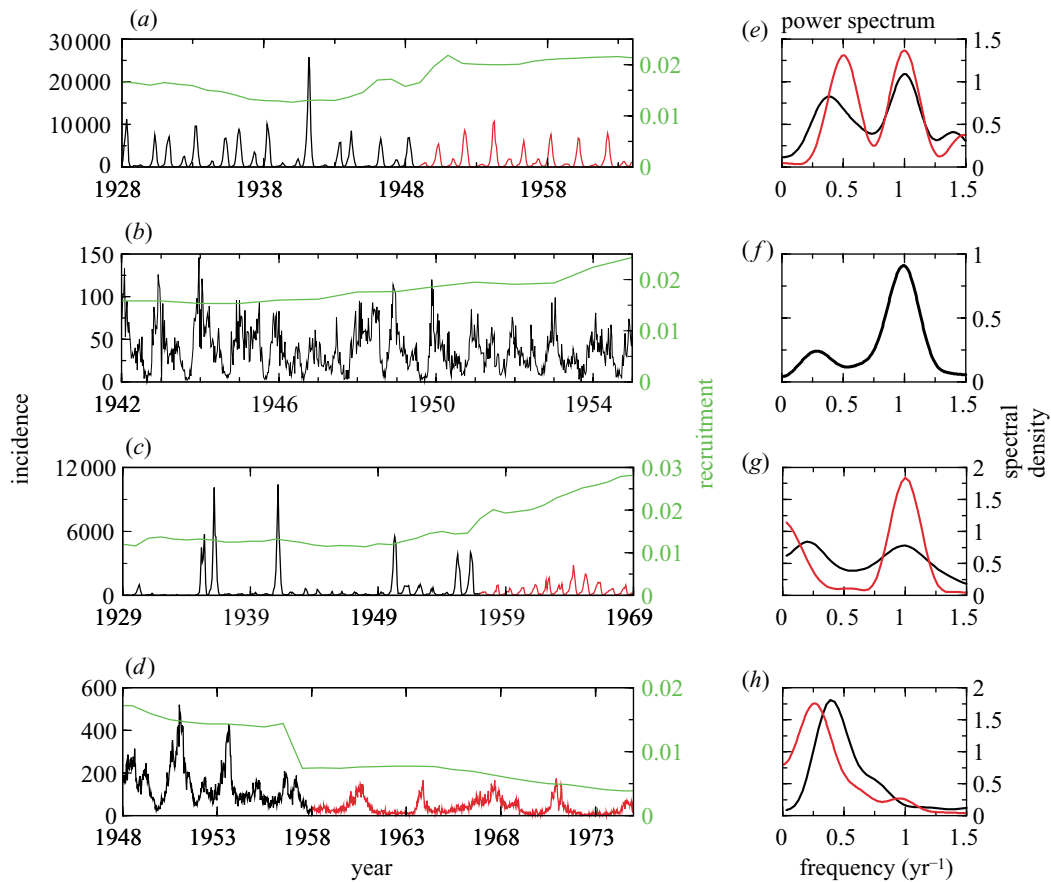 (a)
30 000
20 000
10 000
0
1928 1938 1948 1958
0.02
0.01
0
power spectrum
(e)
1.5
1
0.5
0
0 0.5 1 1.5
(b)
150
100
50
0
1942 1946 1950 1954
0.02
0.01
0
(f)
1
0.5
0
0 0.5 1 1.5
incidence
recruitment
spectral
density
(c)
12 000
6000
0
1929 1939 1949 1959 1969
0.03
0.02
0.01
0
(g)
2
1.5
1
0.5
0
0 0.5 1 1.5
(d)
600
400
200
0
1948 1953 1958 1963 1968 1973
0.02
0.01
0
year
(h)
2
1.5
1
0.5
0
0 0.5 1 1.5
frequency (yr⁻¹)